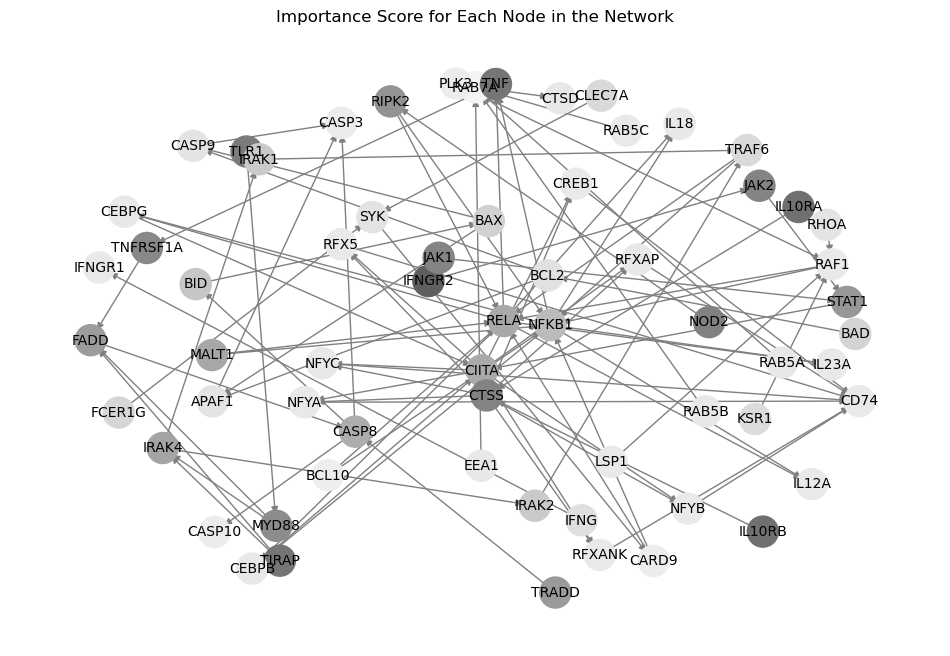 Importance Score for Each Node in the Network
PLK3
RAB7A
TNF
CTSD
CLEC7A
RIPK2
CASP3
RAB5C
IL18
CASP9
TLR1
IRAK1
TRAF6
CREB1
JAK2
CEBPG
SYK
BAX
IL10RA
RHOA
TNFRSF1A
RFX5
IFNGR1
JAK1
RFXAP
RAF1
BID
IFNGR2
BCL2
STAT1
RELA
NFKB1
NOD2
BAD
FADD
MALT1
NFYC
CIITA
RAB5A
IL23A
CTSS
APAF1
NFYA
CD74
FCER1G
RAB5B
KSR1
CASP8
IRAK4
EEA1
LSP1
BCL10
IL12A
IRAK2
NFYB
MYD88
IFNG
CASP10
IL10RB
RFXANK
TIRAP
CEBPB
CARD9
TRADD